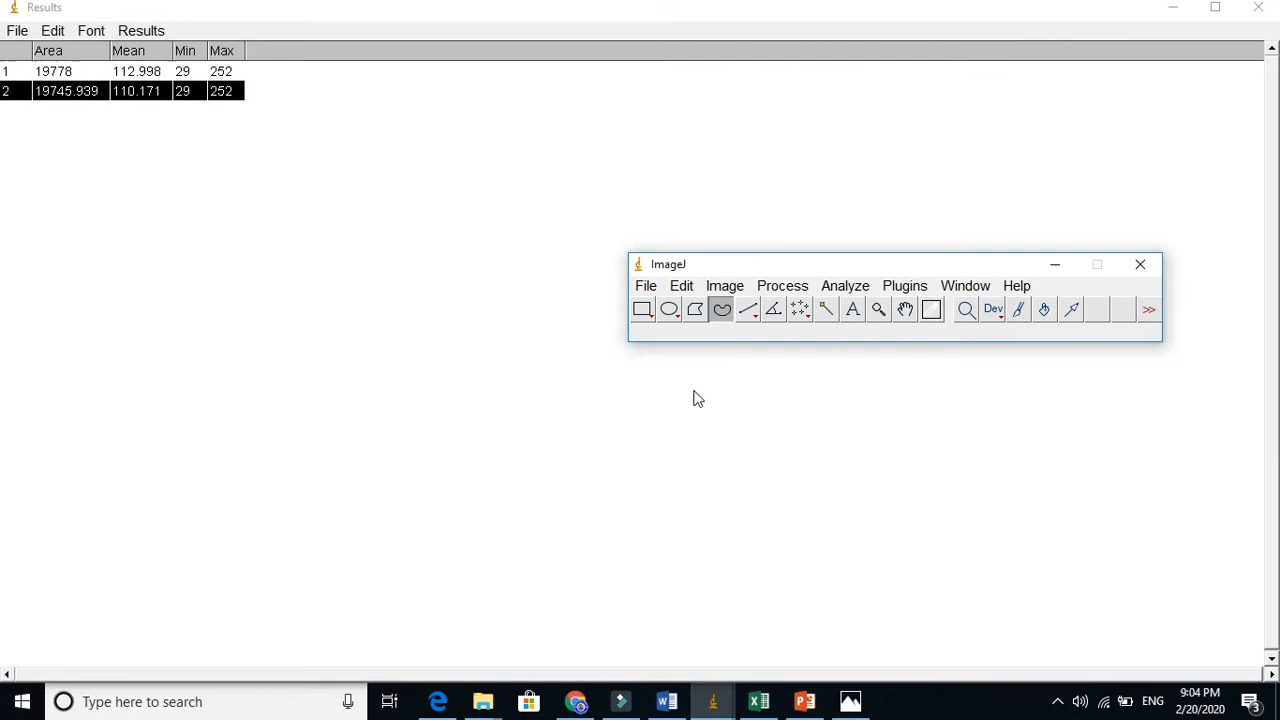 Results
File Edit Font Results
Area Mean Min Max
1 19778 112.998 29 252
2 19745.939 110.171 29 252
ImageJ
File Edit Image Process Analyze Plugins Window Help
A Dev >>
Type here to search
ENG
9:04 PM
2/20/2020
3